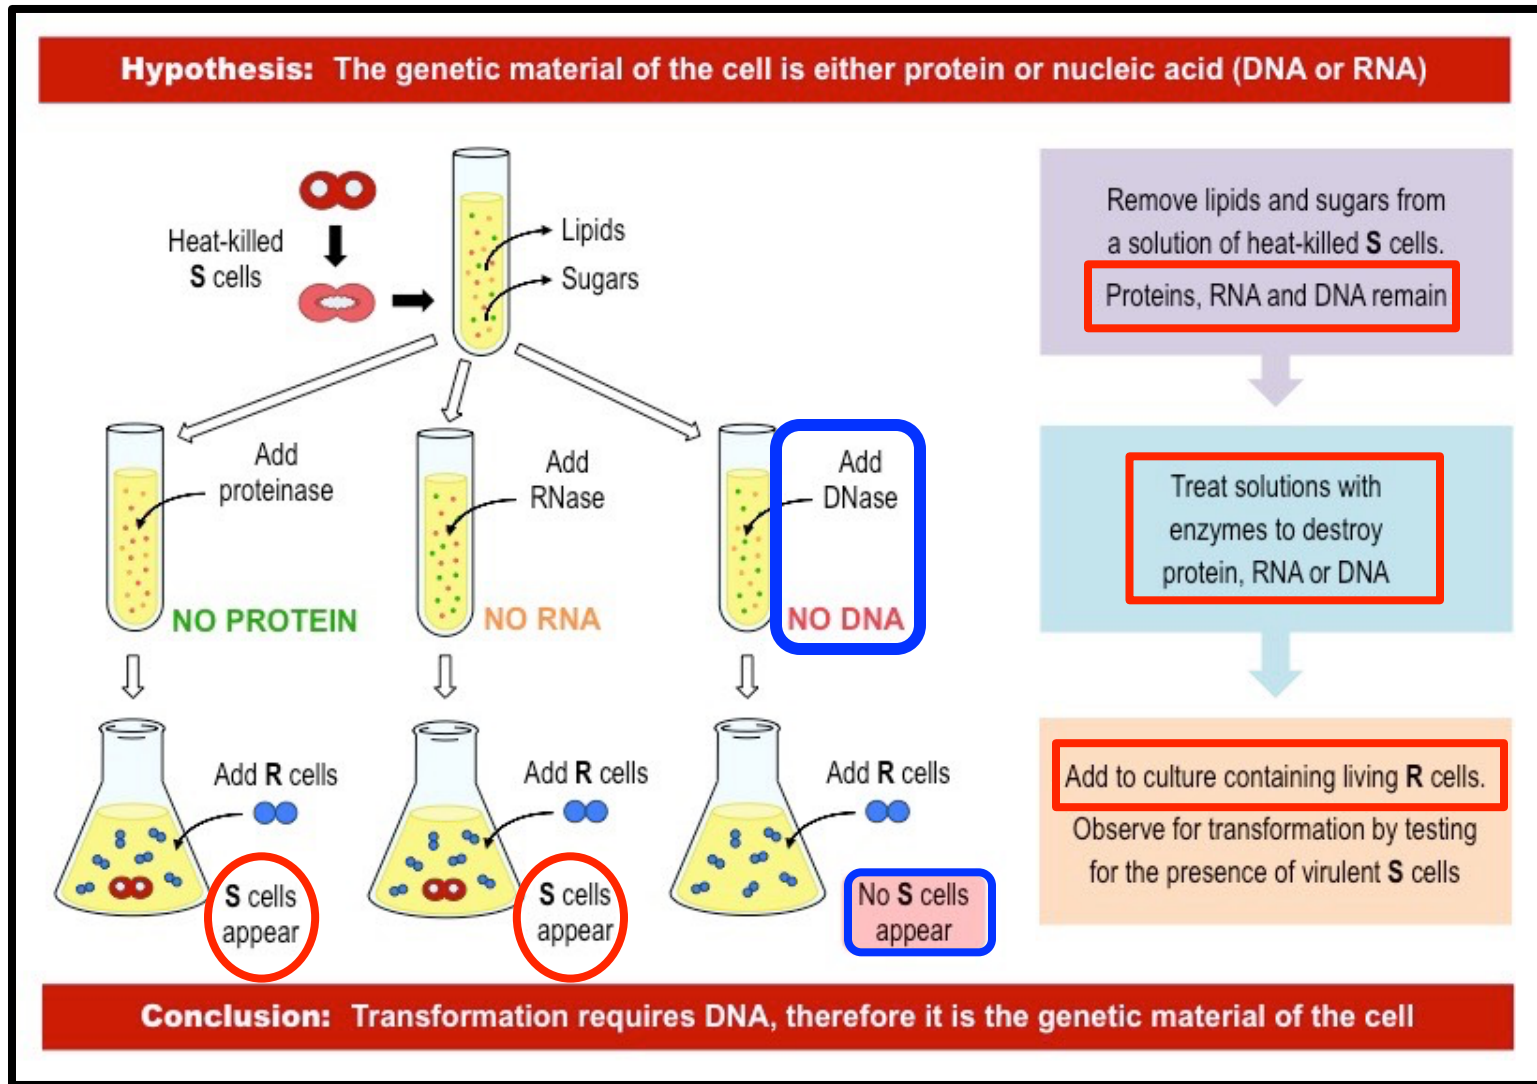 Hypothesis: The genetic material of the cell is either protein or nucleic acid (DNA or RNA)
Heat-killed
S cells
Lipids
Sugars
Add
proteinase
NO PROTEIN
Add
RNase
NO RNA
Add
DNase
NO DNA
Add R cells
S cells
appear
Add R cells
S cells
appear
Add R cells
No S cells
appear
Remove lipids and sugars from
a solution of heat-killed S cells.
Proteins, RNA and DNA remain
Treat solutions with
enzymes to destroy
protein, RNA or DNA
Add to culture containing living R cells.
Observe for transformation by testing
for the presence of virulent S cells
Conclusion: Transformation requires DNA, therefore it is the genetic material of the cell